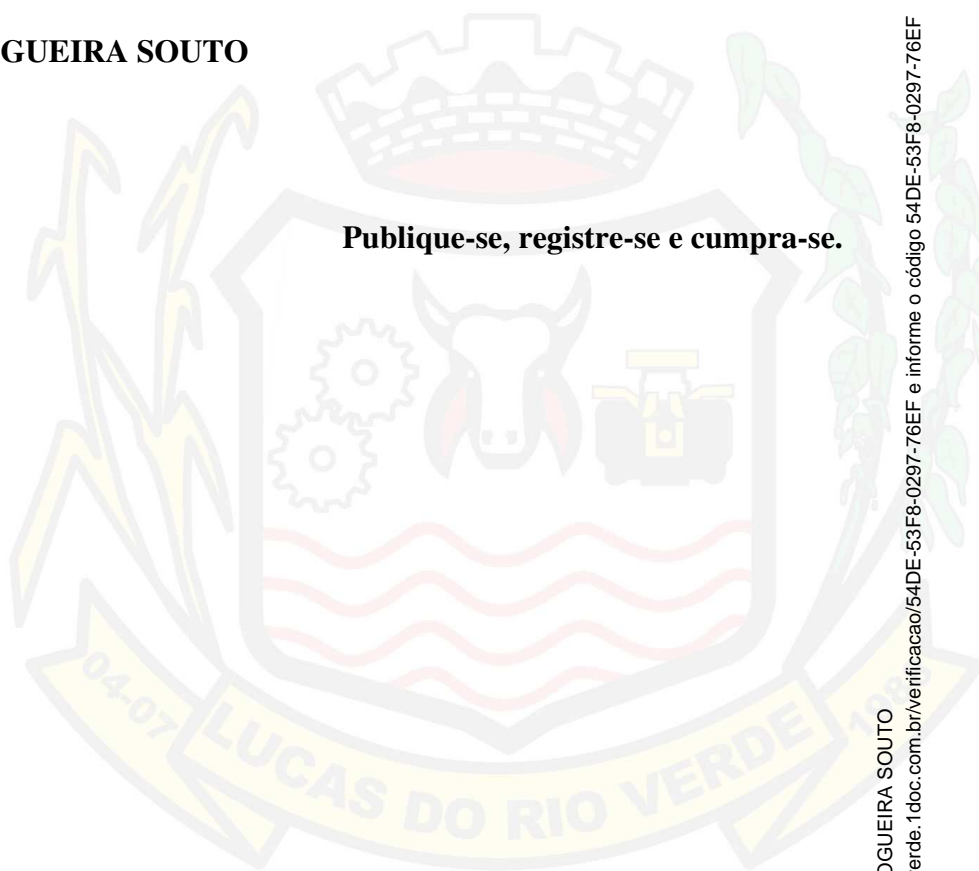 GUEIRA SOUTO
Publique-se, registre-se e cumpra-se.
04-07
LUCAS DO RIO VERDE
OGUEIRA SOUTO
erde.1doc.com.br/verificacao/54DE-53F8-0297-76EF e informe o código 54DE-53F8-0297-76EF